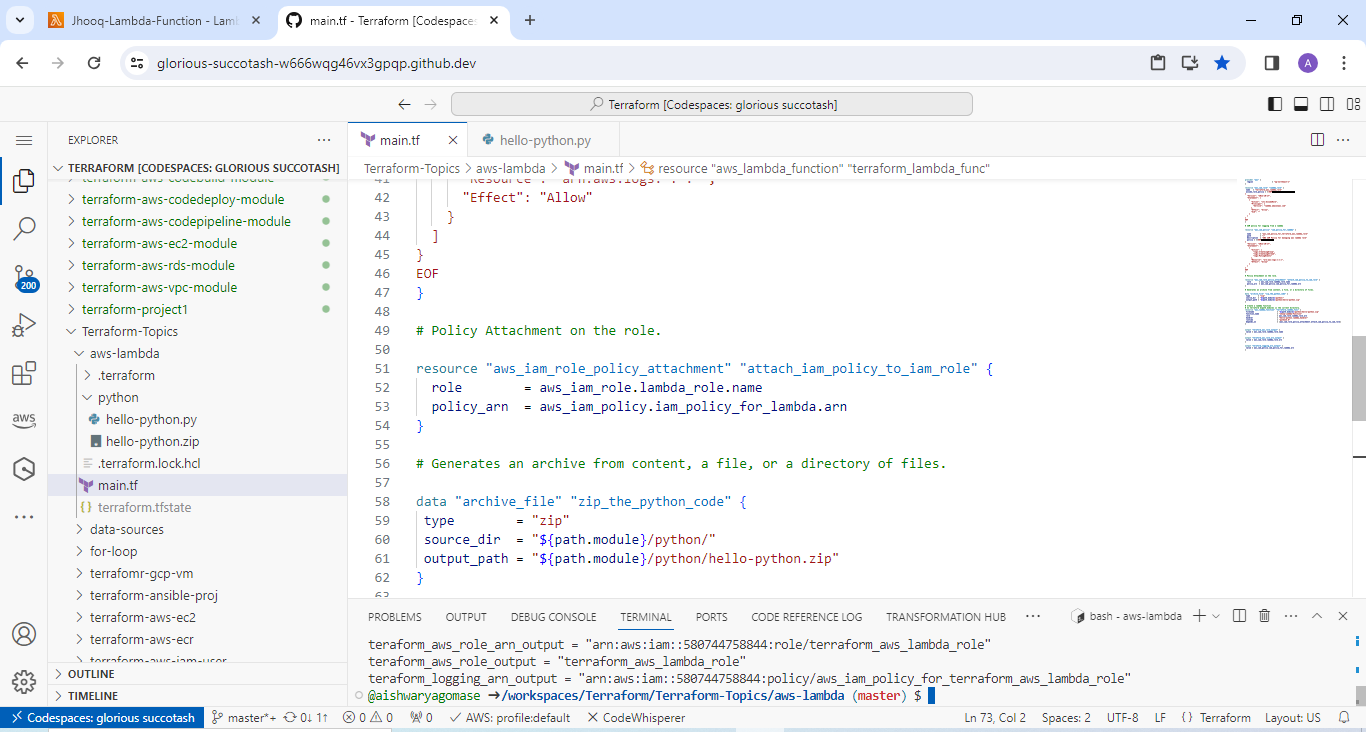 Jhooq-Lambda-Function - Lamb
main.tf - Terraform [Codespaces
glorious-succotash-w666wqg46vx3gpqp.github.dev
A
Terraform [Codespaces: glorious succotash]
EXPLORER
main.tf
hello-python.py
TERRAFORM [CODESPACES: GLORIOUS SUCCOTASH]
Terraform-Topics > aws-lambda > main.tf > resource "aws_lambda_function" "terraform_lambda_func"
terraform-aws-codebuild-module
terraform-aws-codedeploy-module
terraform-aws-codepipeline-module
terraform-aws-ec2-module
terraform-aws-rds-module
terraform-aws-vpc-module
terraform-project1
Terraform-Topics
aws-lambda
.terraform
python
hello-python.py
hello-python.zip
.terraform.lock.hcl
main.tf
terraform.tfstate
data-sources
for-loop
terrafomr-gcp-vm
terraform-ansible-proj
terraform-aws-ec2
terraform-aws-ecr
terraform-aws-iam-user
OUTLINE
TIMELINE
200
aws
41 "Resource": "arn:aws:logs:*:*:*",
42 "Effect": "Allow"
43 }
44 ]
45 }
46 EOF
47 }
48
49 # Policy Attachment on the role.
50
51 resource "aws_iam_role_policy_attachment" "attach_iam_policy_to_iam_role" {
52 role = aws_iam_role.lambda_role.name
53 policy_arn = aws_iam_policy.iam_policy_for_lambda.arn
54 }
55
56 # Generates an archive from content, a file, or a directory of files.
57
58 data "archive_file" "zip_the_python_code" {
59 type = "zip"
60 source_dir = "${path.module}/python/"
61 output_path = "${path.module}/python/hello-python.zip"
62 }
63
PROBLEMS OUTPUT DEBUG CONSOLE TERMINAL PORTS CODE REFERENCE LOG TRANSFORMATION HUB
bash - aws-lambda
teraform_aws_role_arn_output = "arn:aws:iam::580744758844:role/terraform_aws_lambda_role"
teraform_aws_role_output = "terraform_aws_lambda_role"
teraform_logging_arn_output = "arn:aws:iam::580744758844:policy/aws_iam_policy_for_terraform_aws_lambda_role"
@aishwaryagomase ➜/workspaces/Terraform/Terraform-Topics/aws-lambda (master) $
Codespaces: glorious succotash
master*+
0↓ 1↑
0 0
0
AWS: profile:default
CodeWhisperer
Ln 73, Col 2
Spaces: 2
UTF-8
LF
{ } Terraform
Layout: US